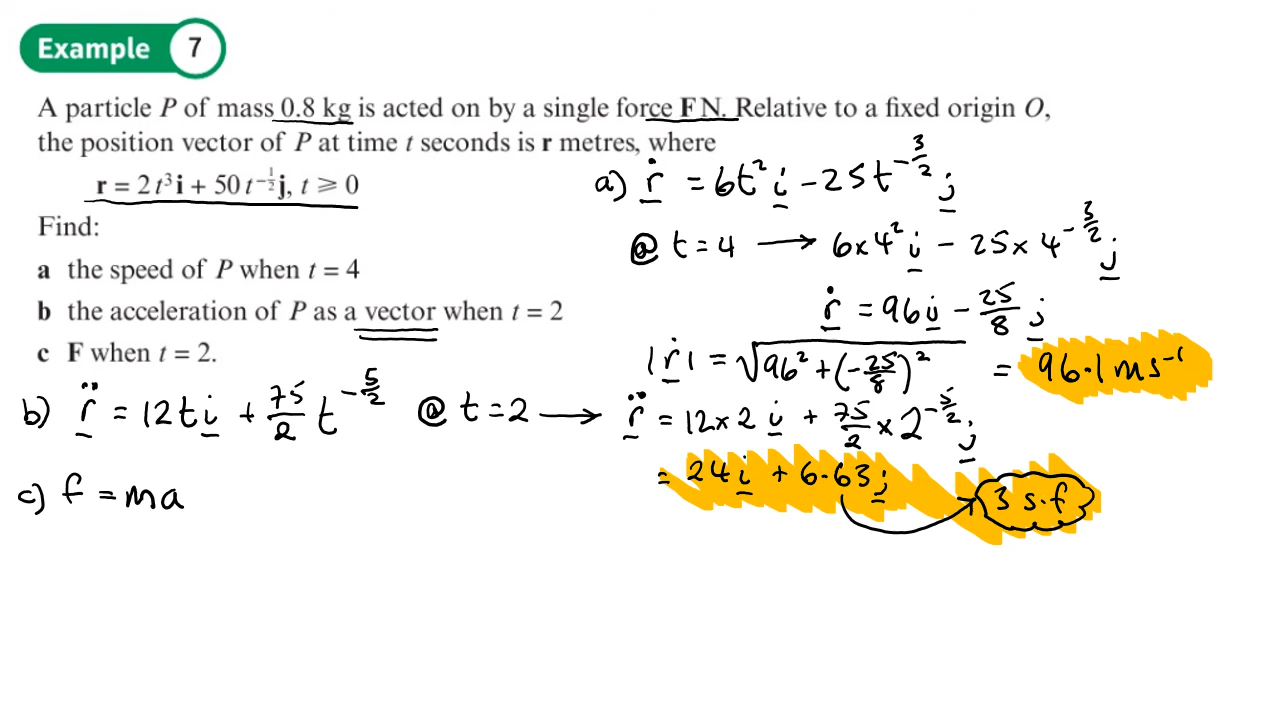 Example 7
A particle P of mass 0.8 kg is acted on by a single force F N. Relative to a fixed origin O,
the position vector of P at time t seconds is r metres, where
r = 2t³i + 50t^(-1/2)j, t ⩾ 0
Find:
a the speed of P when t = 4
b the acceleration of P as a vector when t = 2
c F when t = 2.
a) ṙ = 6t²i - 25t^(-3/2)j
@ t = 4 → 6×4²i - 25×4^(-3/2)j
ṙ = 96i - 25/8 j
|ṙ| = √(96² + (-25/8)²) = 96.1 ms⁻¹
b) r̈ = 12ti + 75/2 t^(-5/2) @ t = 2 → r̈ = 12×2i + 75/2 × 2^(-5/2)j
= 24i + 6.63j → 3 s.f
c) f = ma